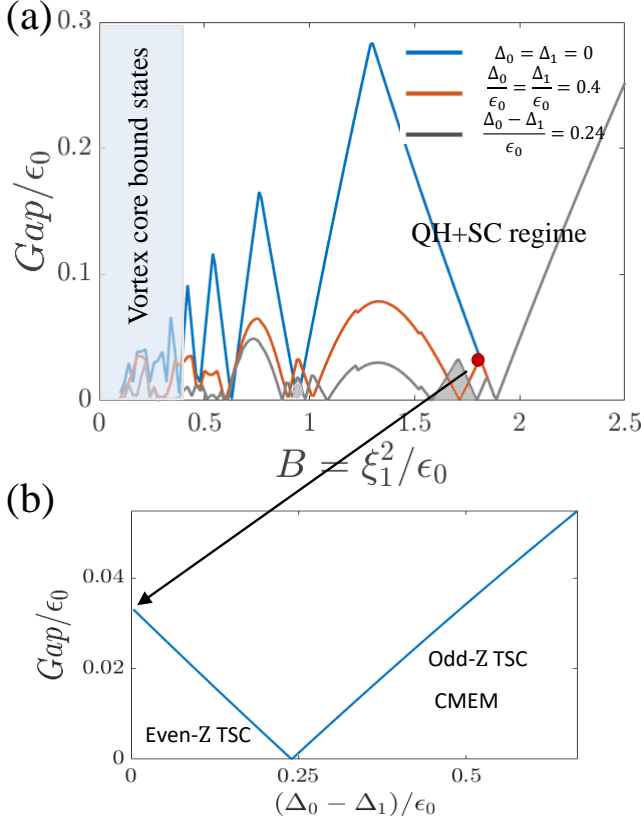 (a)
0.3
0.2
0.1
0
Gap/ϵ₀
Vortex core bound states
Δ₀ = Δ₁ = 0
Δ₀/ϵ₀ = Δ₁/ϵ₀ = 0.4
(Δ₀ − Δ₁)/ϵ₀ = 0.24
QH+SC regime
0.5 1 1.5 2 2.5
B = ξ₁²/ϵ₀
(b)
0.04
0.02
0
Gap/ϵ₀
Odd-Z TSC
CMEM
Even-Z TSC
0 0.25 0.5
(Δ₀ − Δ₁)/ϵ₀